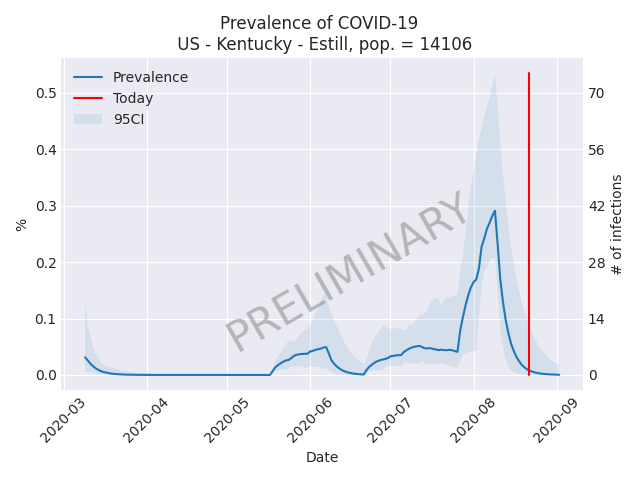 Prevalence of COVID-19
US - Kentucky - Estill, pop. = 14106
Prevalence
Today
95CI
PRELIMINARY
%
0.5
0.4
0.3
0.2
0.1
0.0
# of infections
70
56
42
28
14
0
2020-03
2020-04
2020-05
2020-06
2020-07
2020-08
2020-09
Date